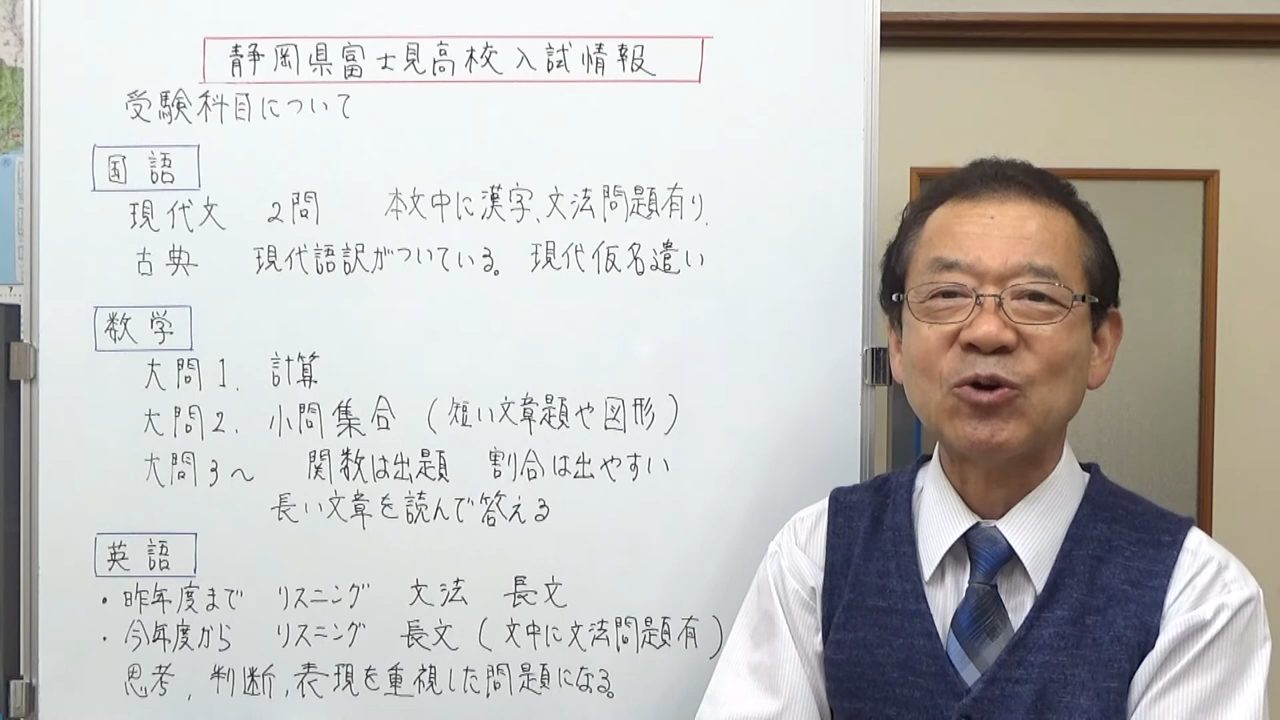 静岡県富士見高校入試情報
受験科目について
国語
現代文 2問 本文中に漢字、文法問題有り.
古典 現代語訳がついている。 現代仮名遣い
数学
大問1. 計算
大問2. 小問集合 (短い文章題や図形)
大問3～ 関数は出題 割合は出やすい
長い文章を読んで答える
英語
・昨年度まで リスニング 文法 長文
・今年度から リスニング 長文 (文中に文法問題有)
思考, 判断, 表現を重視した問題になる。